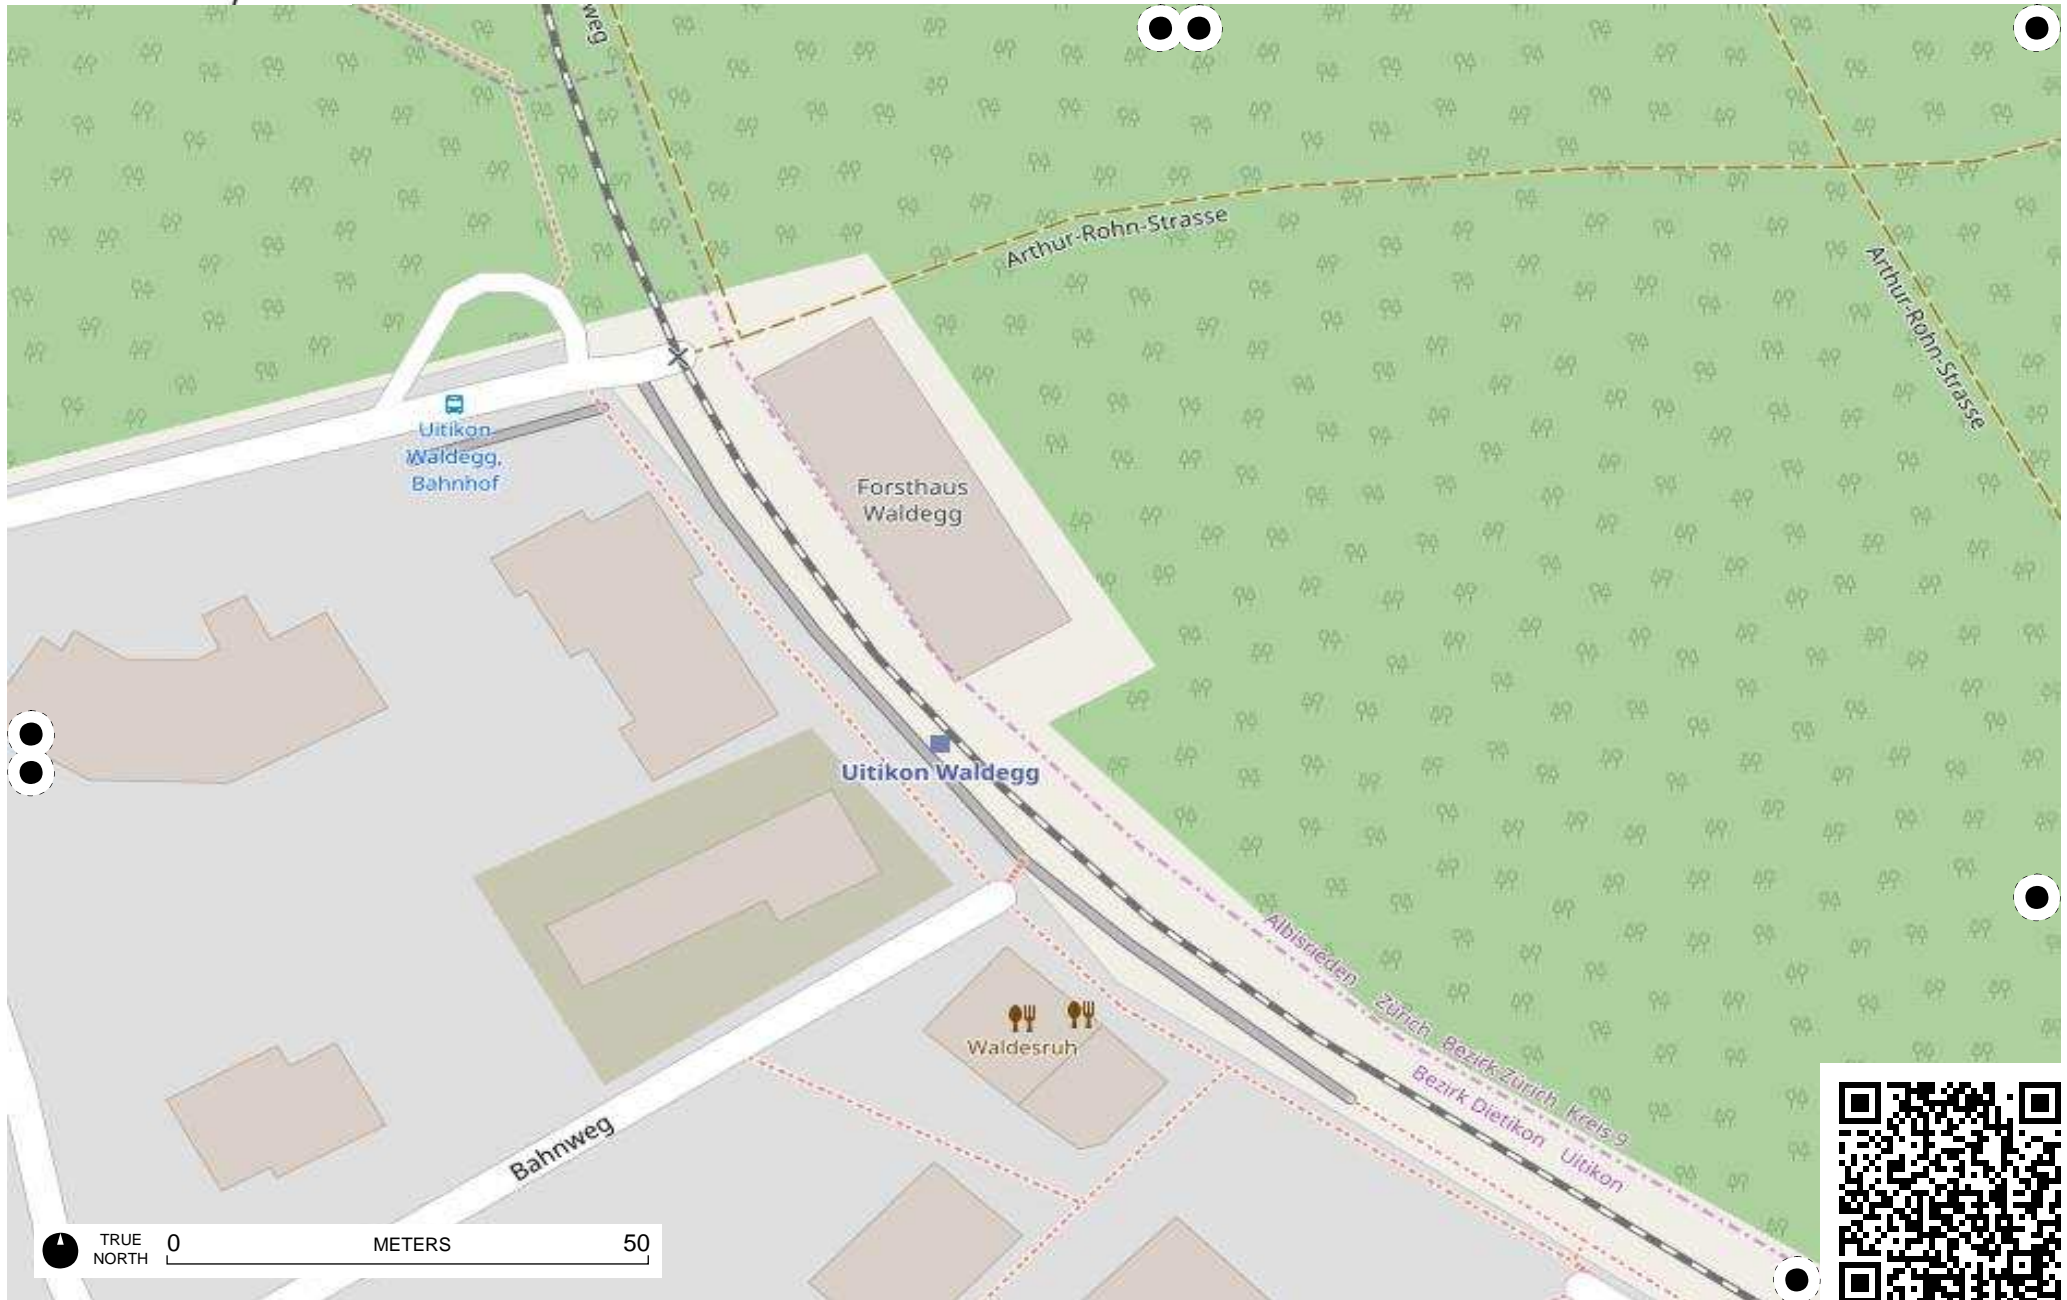 weg
Arthur-Rohn-Strasse
Arthur-Rohn-Strasse
Uitikon
Waldegg,
Bahnhof
Forsthaus
Waldegg
Uitikon Waldegg
Albisrieden Zürich Bezirk Zürich Kreis 9
Bezirk Dietikon Uitikon
Waldesruh
Bahnweg
TRUE
NORTH
0 METERS 50